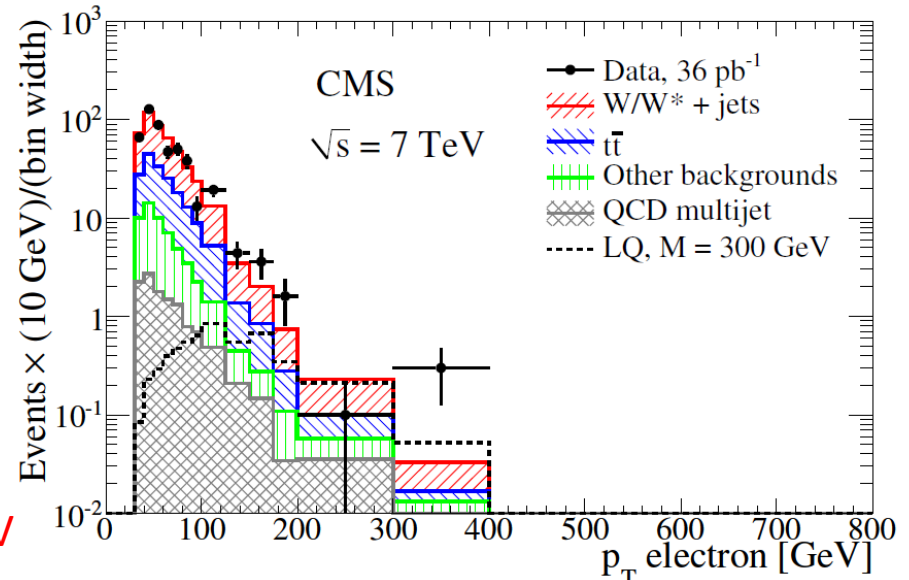 Events × (10 GeV)/(bin width)
10³
10²
10
1
10⁻¹
10⁻²
CMS
√s = 7 TeV
Data, 36 pb⁻¹
W/W* + jets
tt̄
Other backgrounds
QCD multijet
LQ, M = 300 GeV
0 100 200 300 400 500 600 700 800
p_T electron [GeV]